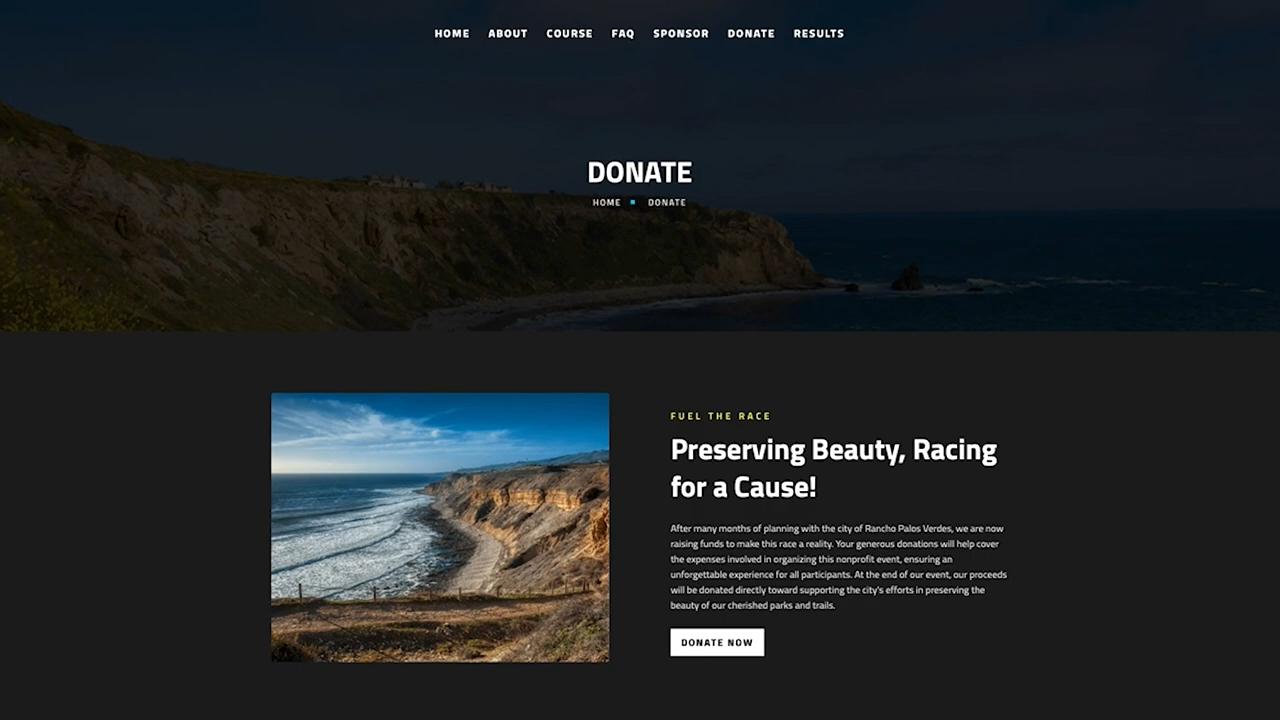 HOME ABOUT COURSE FAQ SPONSOR DONATE RESULTS
DONATE
HOME DONATE
FUEL THE RACE
Preserving Beauty, Racing
for a Cause!
After many months of planning with the city of Rancho Palos Verdes, we are now
raising funds to make this race a reality. Your generous donations will help cover
the expenses involved in organizing this nonprofit event, ensuring an
unforgettable experience for all participants. At the end of our event, our proceeds
will be donated directly toward supporting the city's efforts in preserving the
beauty of our cherished parks and trails.
DONATE NOW